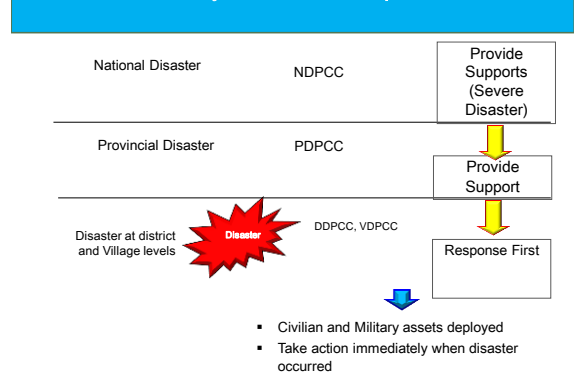 National Disaster
NDPCC
Provide
Supports
(Severe
Disaster)
Provincial Disaster
PDPCC
Provide
Support
Disaster at district
and Village levels
Disaster
DDPCC, VDPCC
Response First
▪ Civilian and Military assets deployed
▪ Take action immediately when disaster
occurred